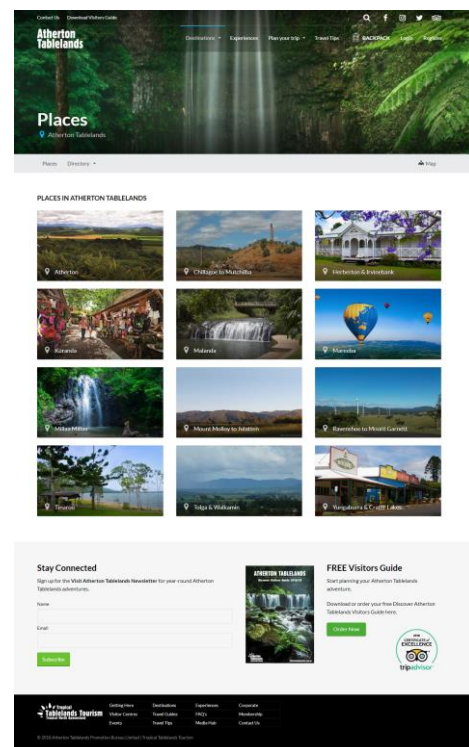 Contact Us Download Visitors Guide
Atherton
Tablelands
Destinations Experiences Plan your trip Travel Tips BACKPACK Login Register
Places
Atherton Tablelands
Places Directory Map
PLACES IN ATHERTON TABLELANDS
Atherton
Chillagoe to Mutchilba
Herberton & Irvinebank
Kuranda
Malanda
Mareeba
Millaa Millaa
Mount Molloy to Julatten
Ravenshoe to Mount Garnett
Tinaroo
Tolga & Walkamin
Yungaburra & Crater Lakes
Stay Connected
Sign up for the Visit Atherton Tablelands Newsletter for year-round Atherton
Tablelands adventures.
Name
Email
Subscribe
ATHERTON TABLELANDS
FREE Visitors Guide
Start planning your Atherton Tablelands
adventure.
Download or order your free Discover Atherton
Tablelands Visitors Guide here.
Order Now
CERTIFICATE of
EXCELLENCE
tripadvisor
Tropical
Tablelands Tourism
Getting Here Destinations Experiences Corporate
Visitor Centres Travel Guides FAQ's Membership
Events Travel Tips Media Hub Contact Us